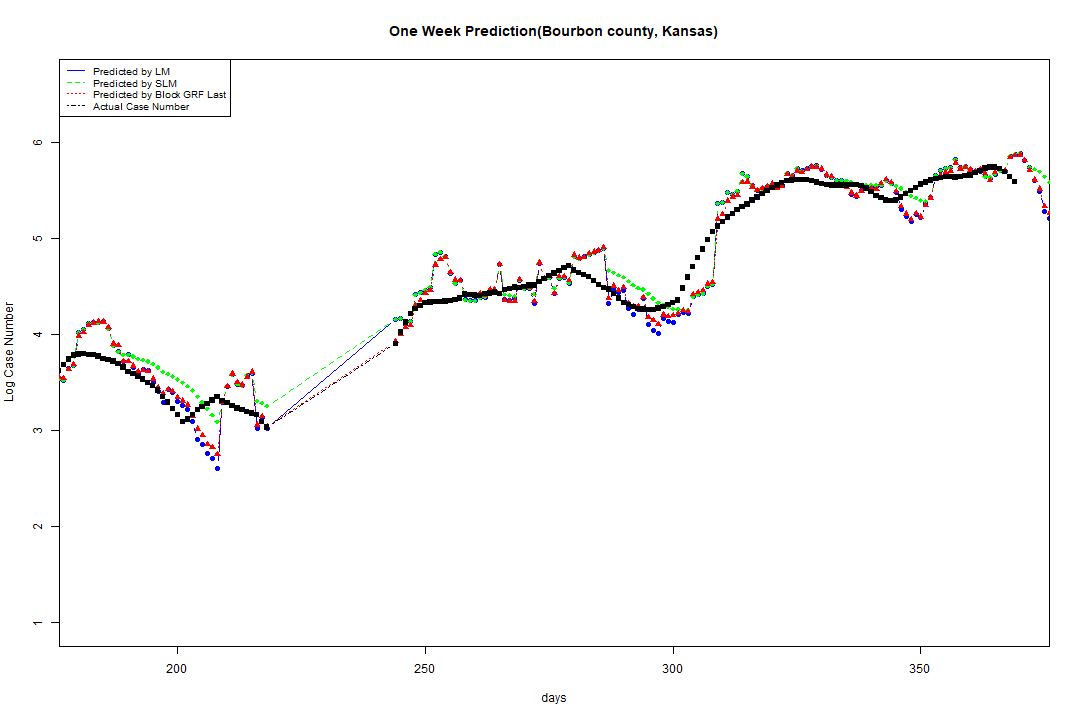 One Week Prediction(Bourbon county, Kansas)
Predicted by LM
Predicted by SLM
Predicted by Block GRF Last
Actual Case Number
6
5
4
3
2
1
Log Case Number
200 250 300 350
days